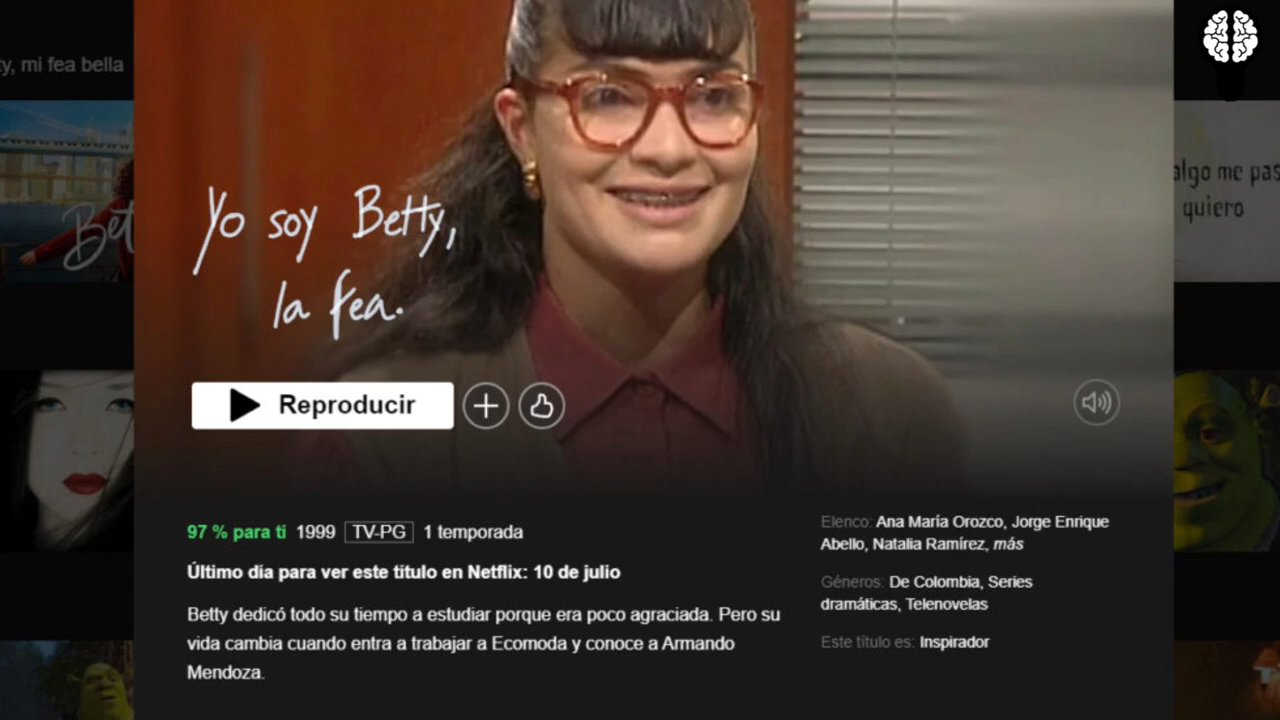 ty, mi fea bella
Bet
algo me pas
quiero
Yo soy Betty,
la fea.
Reproducir
97 % para ti 1999 TV-PG 1 temporada
Último día para ver este título en Netflix: 10 de julio
Betty dedicó todo su tiempo a estudiar porque era poco agraciada. Pero su
vida cambia cuando entra a trabajar a Ecomoda y conoce a Armando
Mendoza.
Elenco: Ana María Orozco, Jorge Enrique
Abello, Natalia Ramírez, más
Géneros: De Colombia, Series
dramáticas, Telenovelas
Este título es: Inspirador